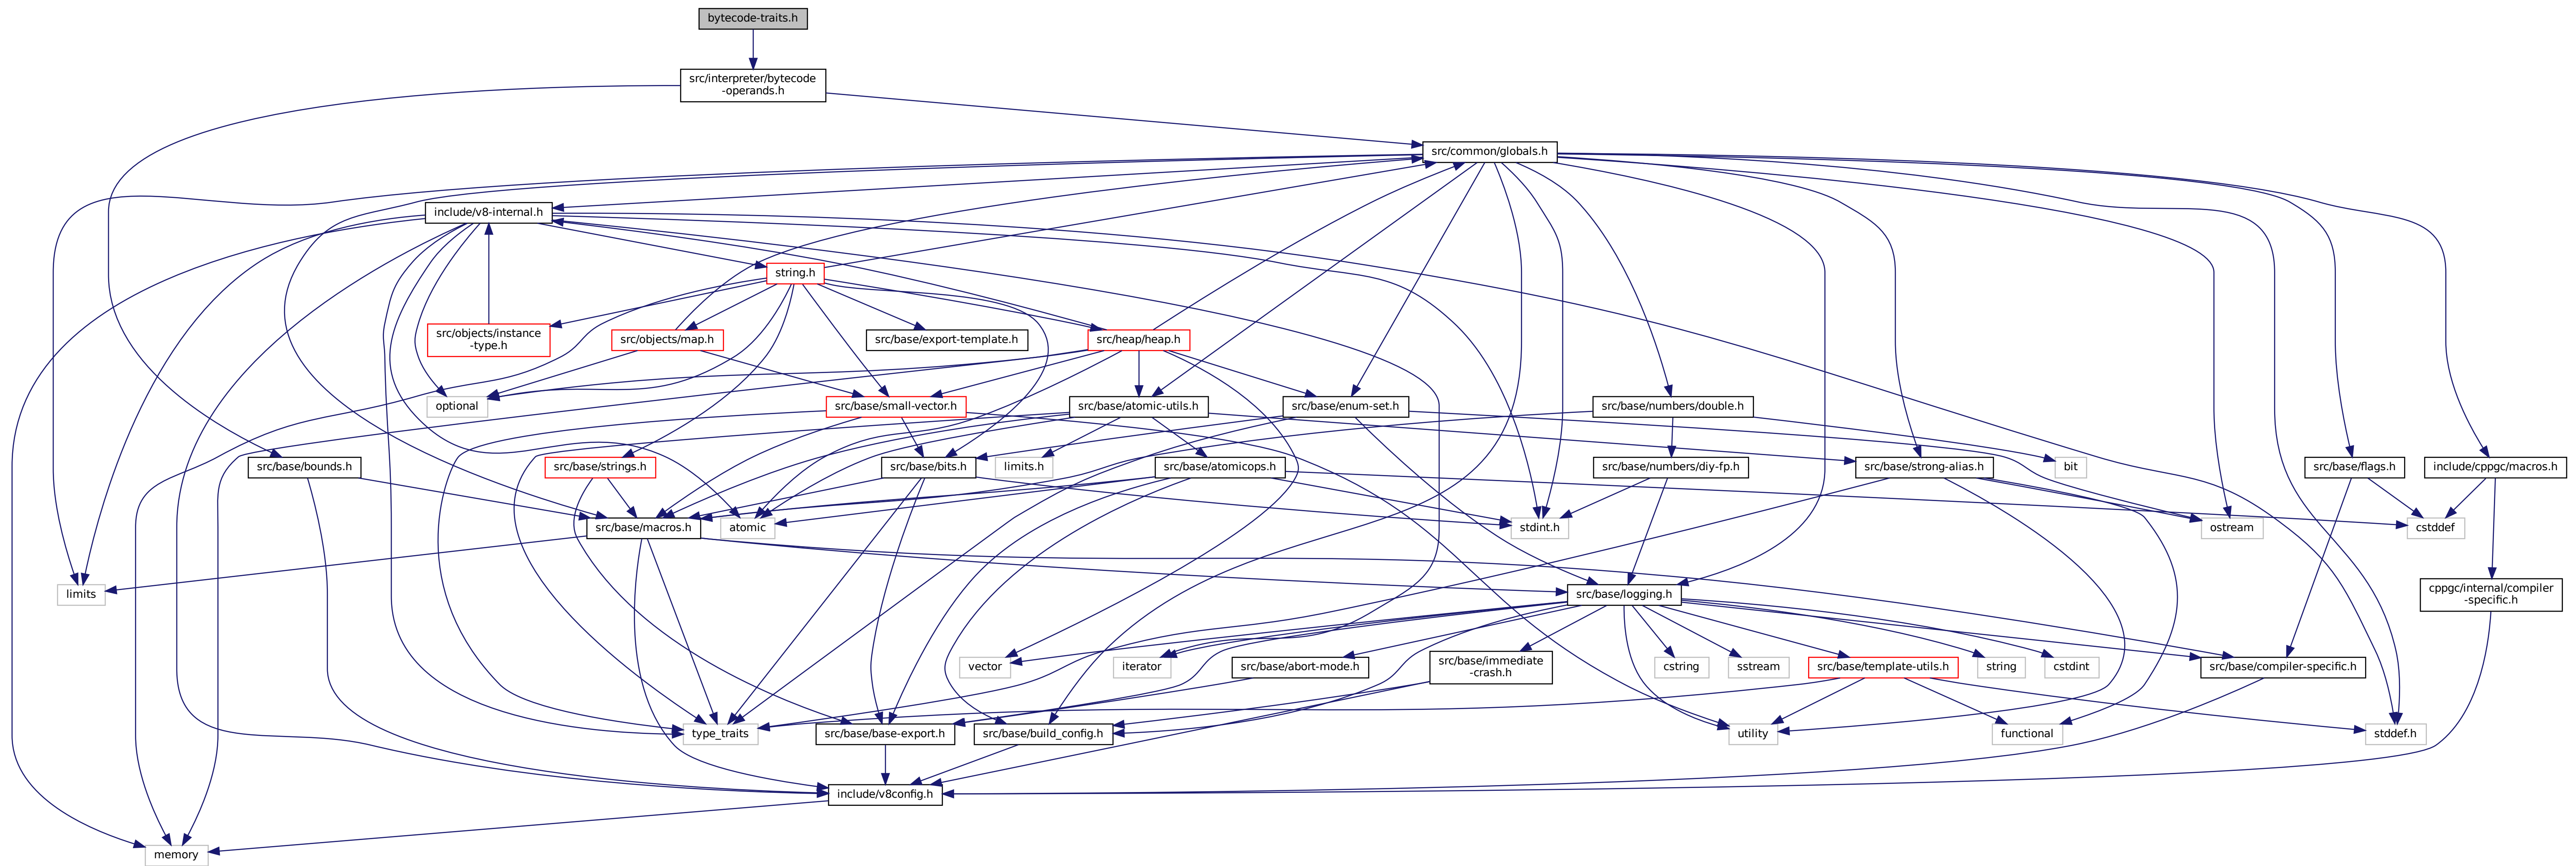 bytecode-traits.h
src/interpreter/bytecode
-operands.h
src/common/globals.h
include/v8-internal.h
string.h
src/objects/instance
-type.h
src/objects/map.h
src/base/export-template.h
src/heap/heap.h
optional
src/base/small-vector.h
src/base/atomic-utils.h
src/base/enum-set.h
src/base/numbers/double.h
src/base/bounds.h
src/base/strings.h
src/base/bits.h
limits.h
src/base/atomicops.h
src/base/numbers/diy-fp.h
src/base/strong-alias.h
bit
src/base/flags.h
include/cppgc/macros.h
src/base/macros.h
atomic
stdint.h
ostream
cstddef
limits
src/base/logging.h
cppgc/internal/compiler
-specific.h
vector
iterator
src/base/abort-mode.h
src/base/immediate
-crash.h
cstring
sstream
src/base/template-utils.h
string
cstdint
src/base/compiler-specific.h
type_traits
src/base/base-export.h
src/base/build_config.h
utility
functional
stddef.h
include/v8config.h
memory